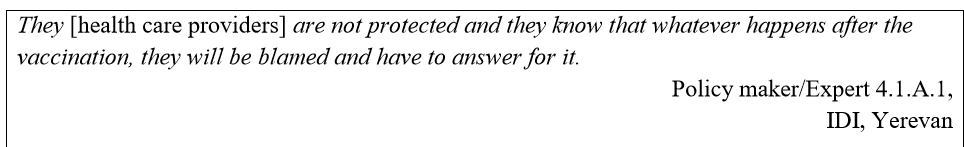 They [health care providers] are not protected and they know that whatever happens after the
vaccination, they will be blamed and have to answer for it.
Policy maker/Expert 4.1.A.1,
IDI, Yerevan